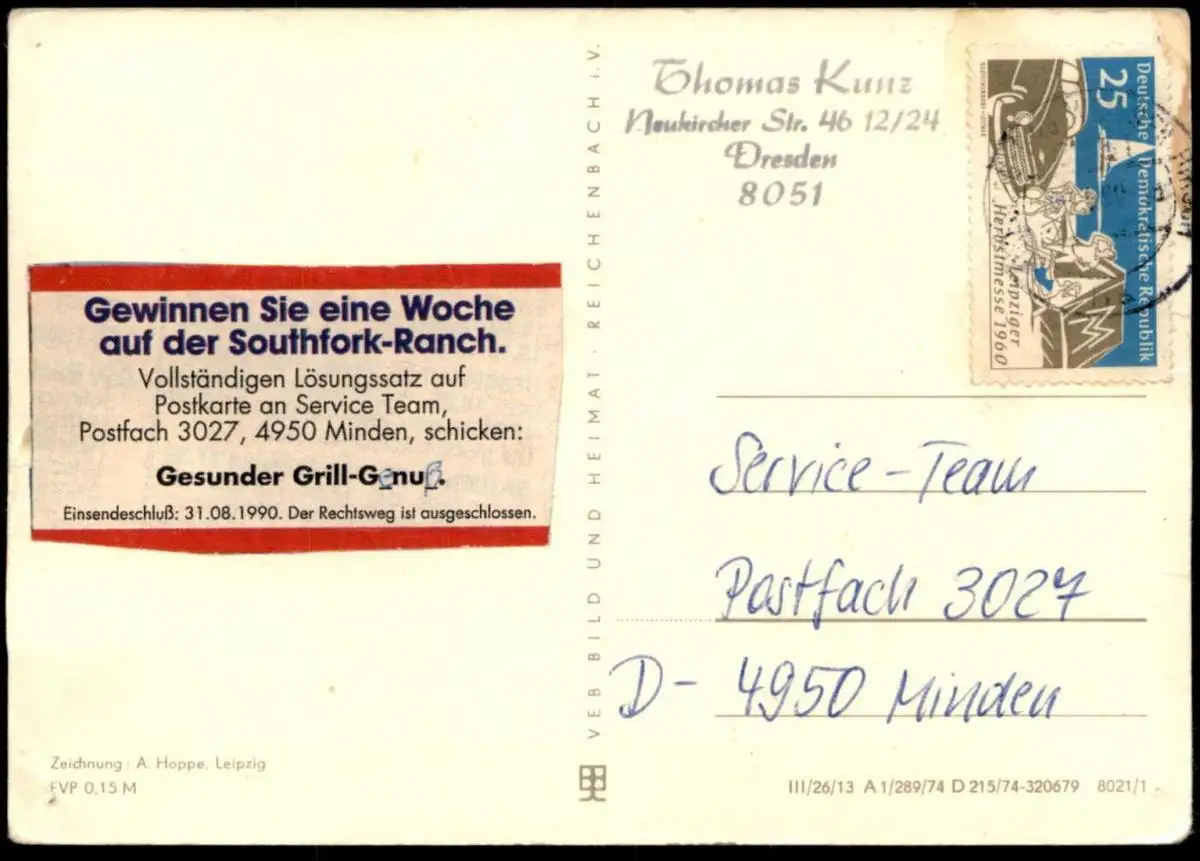 Gewinnen Sie eine Woche
auf der Southfork-Ranch.
Vollständigen Lösungssatz auf
Postkarte an Service Team,
Postfach 3027, 4950 Minden, schicken:
Gesunder Grill-Genuß.
Einsendeschluß: 31.08.1990. Der Rechtsweg ist ausgeschlossen.
Zeichnung: A. Hoppe, Leipzig
EVP 0,15 M
VEB BILD UND HEIMAT · REICHENBACH i. V.
Thomas Kunz
Neukircher Str. 46 12/24
Dresden
8051
Deutsche Demokratische Republik
25
Leipziger
Herbstmesse 1960
Service-Team
Postfach 3027
D- 4950 Minden
III/26/13 A 1/289/74 D 215/74-320679 8021/1